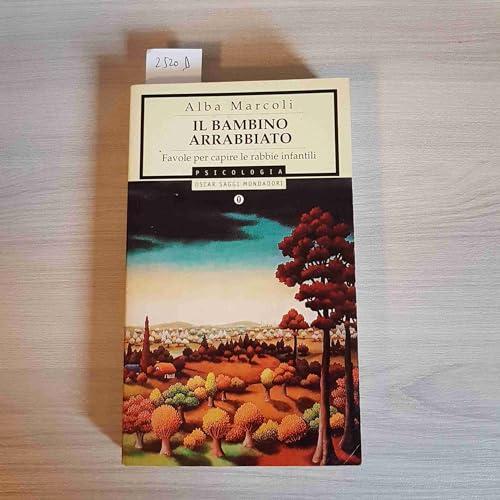 2520 D
Alba Marcoli
IL BAMBINO
ARRABBIATO
Favole per capire le rabbie infantili
PSICOLOGIA
OSCAR SAGGI MONDADORI
O